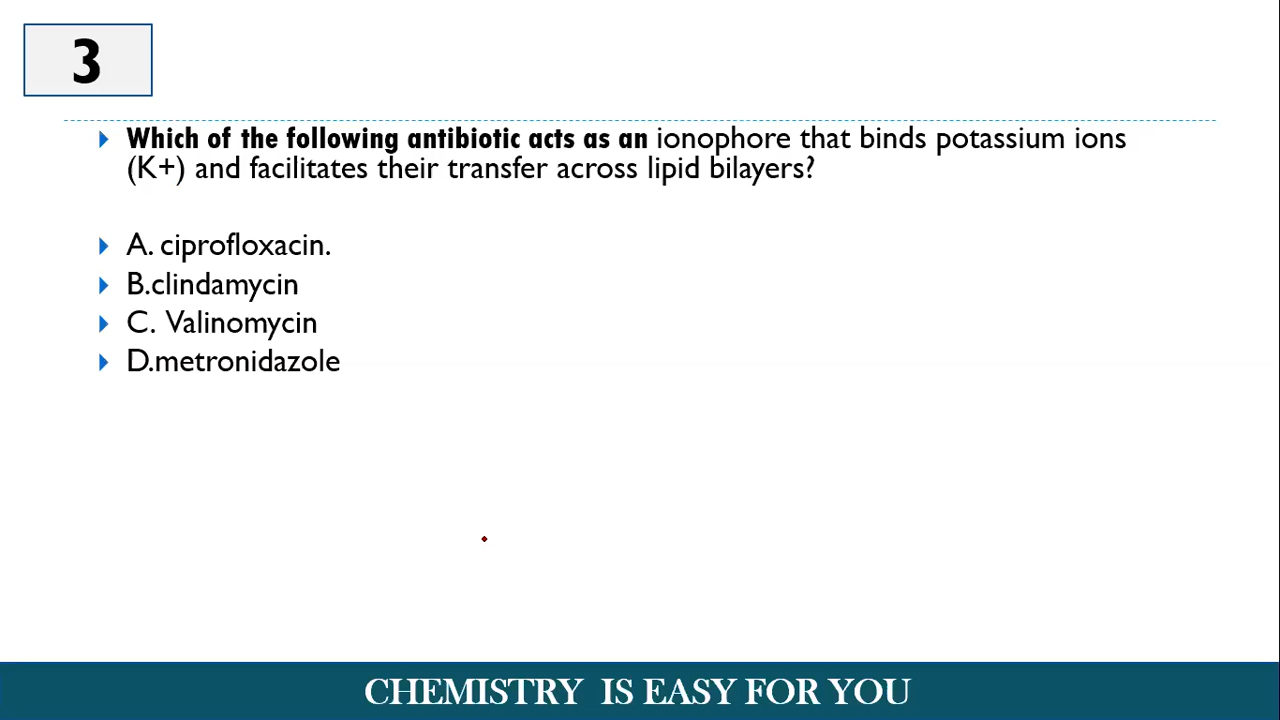 3
Which of the following antibiotic acts as an ionophore that binds potassium ions
(K+) and facilitates their transfer across lipid bilayers?
A. ciprofloxacin.
B.clindamycin
C. Valinomycin
D.metronidazole
CHEMISTRY IS EASY FOR YOU